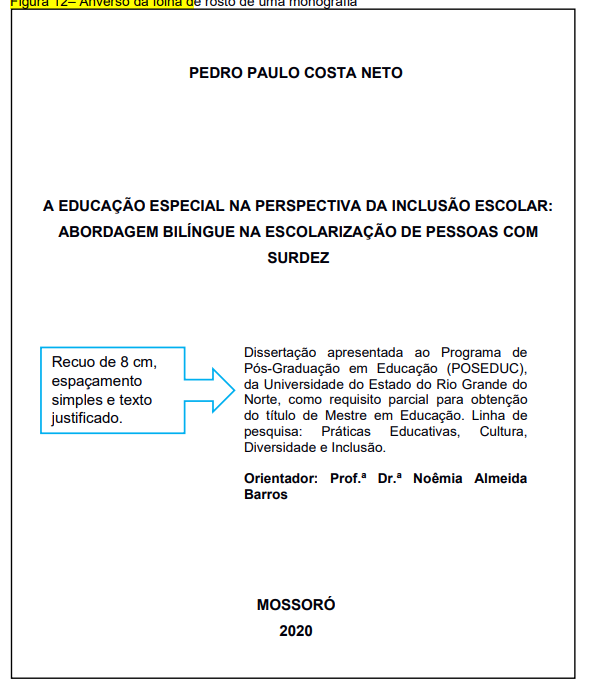 Figura 12– Anverso da folha de rosto de uma monografia
PEDRO PAULO COSTA NETO
A EDUCAÇÃO ESPECIAL NA PERSPECTIVA DA INCLUSÃO ESCOLAR:
ABORDAGEM BILÍNGUE NA ESCOLARIZAÇÃO DE PESSOAS COM
SURDEZ
Recuo de 8 cm,
espaçamento
simples e texto
justificado.
Dissertação apresentada ao Programa de
Pós-Graduação em Educação (POSEDUC),
da Universidade do Estado do Rio Grande do
Norte, como requisito parcial para obtenção
do título de Mestre em Educação. Linha de
pesquisa: Práticas Educativas, Cultura,
Diversidade e Inclusão.
Orientador: Prof.ª Dr.ª Noêmia Almeida
Barros
MOSSORÓ
2020